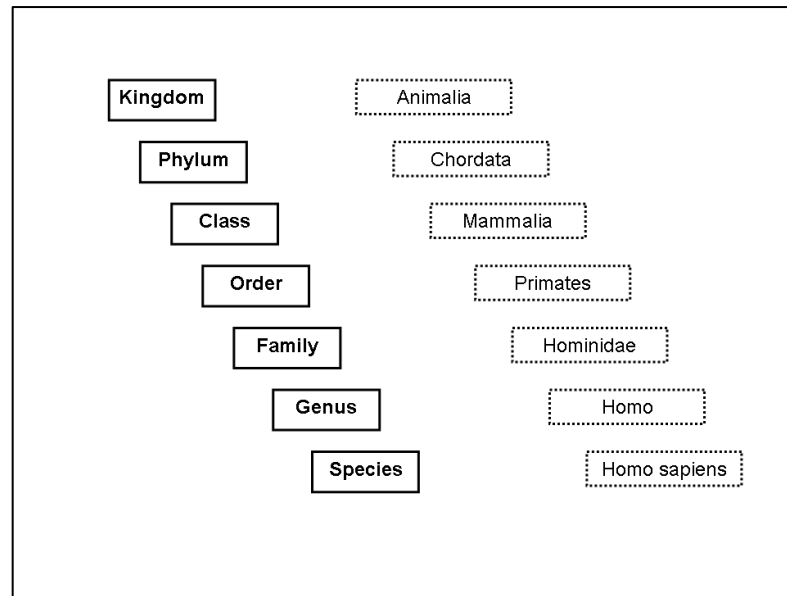 Kingdom Animalia
Phylum Chordata
Class Mammalia
Order Primates
Family Hominidae
Genus Homo
Species Homo sapiens